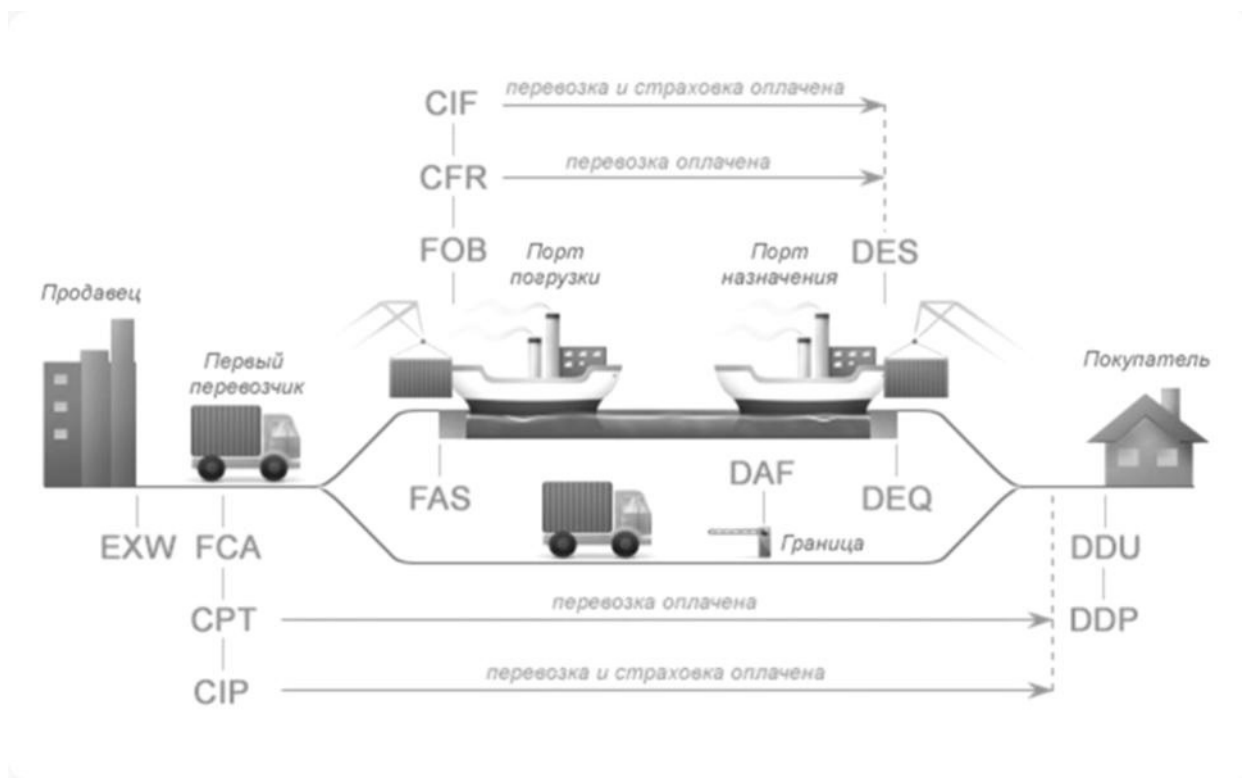 перевозка и страховка оплачена
CIF
перевозка оплачена
CFR
FOB
Порт
погрузки
Порт
назначения
DES
Продавец
Первый
перевозчик
Покупатель
FAS
DAF
DEQ
EXW
FCA
Граница
DDU
перевозка оплачена
CPT
DDP
перевозка и страховка оплачена
CIP